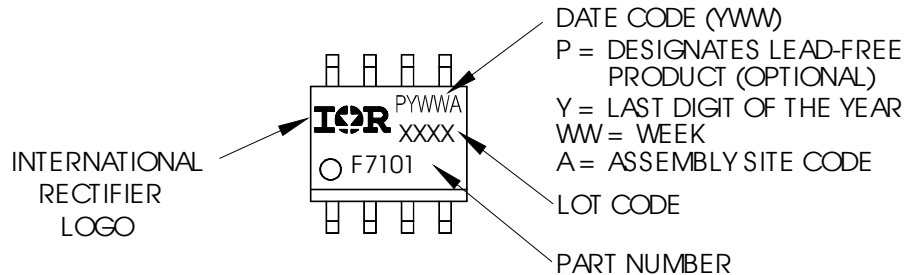 DATE CODE (YWW)
P = DESIGNATES LEAD-FREE
PRODUCT (OPTIONAL)
Y = LAST DIGIT OF THE YEAR
WW = WEEK
A = ASSEMBLY SITE CODE
LOT CODE
PART NUMBER
INTERNATIONAL
RECTIFIER
LOGO
IOR
PYWWA
XXXX
F7101